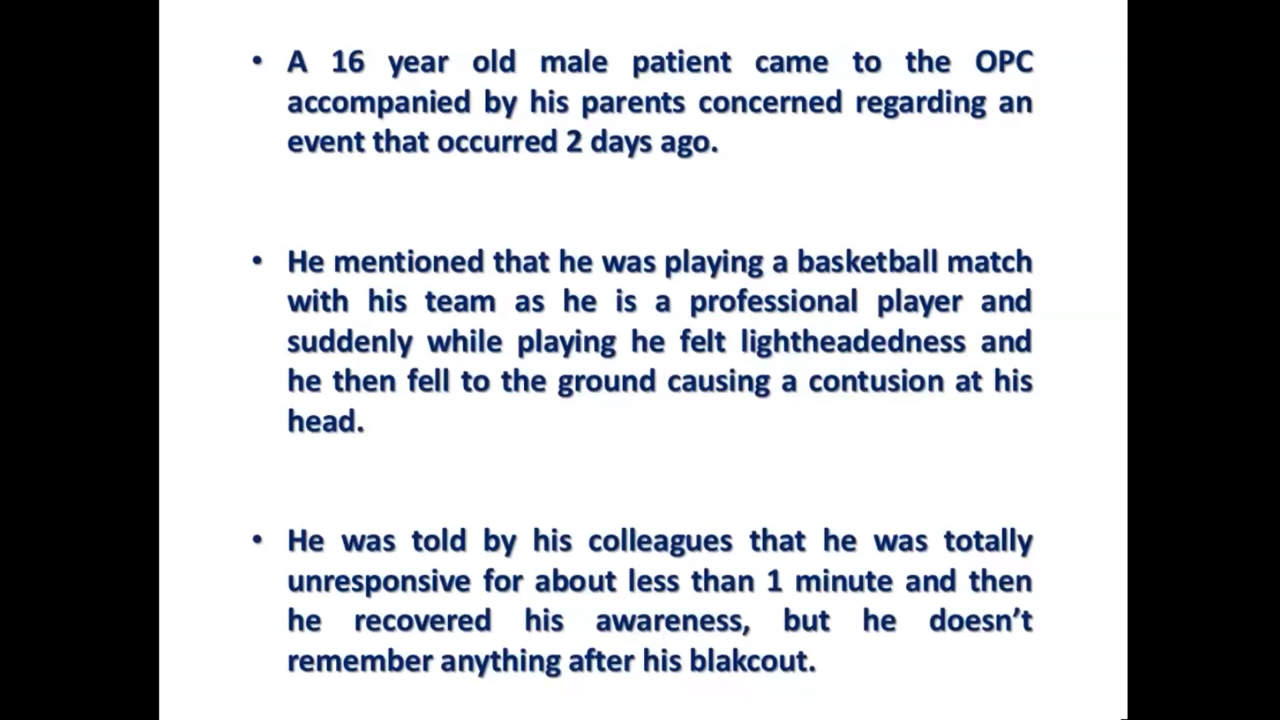 • A 16 year old male patient came to the OPC
accompanied by his parents concerned regarding an
event that occurred 2 days ago.
• He mentioned that he was playing a basketball match
with his team as he is a professional player and
suddenly while playing he felt lightheadedness and
he then fell to the ground causing a contusion at his
head.
• He was told by his colleagues that he was totally
unresponsive for about less than 1 minute and then
he recovered his awareness, but he doesn’t
remember anything after his blakcout.